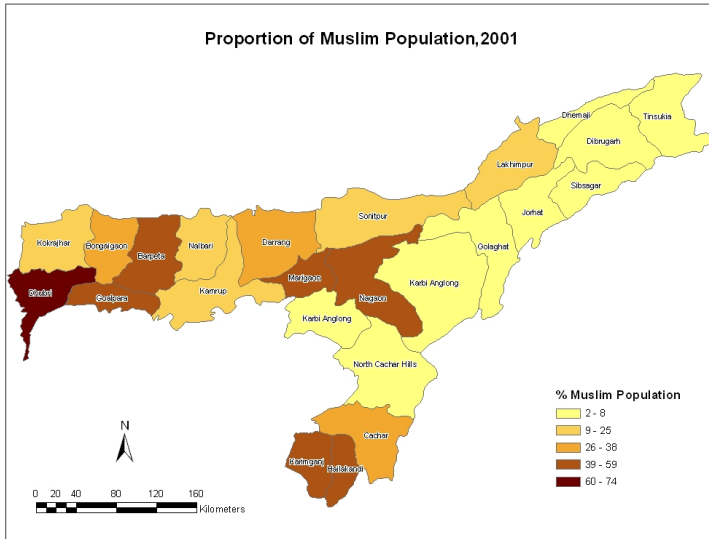 Proportion of Muslim Population,2001
Dhemaji
Tinsukia
Dibrugarh
Lakhimpur
Sibsagar
Jorhat
Sonitpur
Kokrajhar
Bongaigaon
Barpeta
Nalbari
Darrang
Golaghat
Marigaon
Karbi Anglong
Dhubri
Goalpara
Kamrup
Nagaon
Karbi Anglong
North Cachar Hills
% Muslim Population
2 - 8
9 - 25
26 - 38
39 - 59
60 - 74
N
Cachar
Karimganj
Hailakandi
0 10 20 40 80 120 160
Kilometers